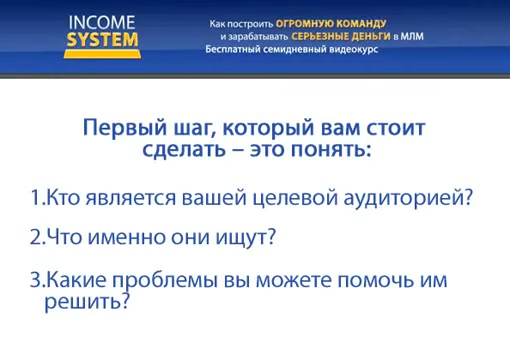 INCOME
SYSTEM
Как построить ОГРОМНУЮ КОМАНДУ
и зарабатывать СЕРЬЕЗНЫЕ ДЕНЬГИ в МЛМ
Бесплатный семидневный видеокурс
Первый шаг, который вам стоит
сделать – это понять:
1.Кто является вашей целевой аудиторией?
2.Что именно они ищут?
3.Какие проблемы вы можете помочь им
решить?